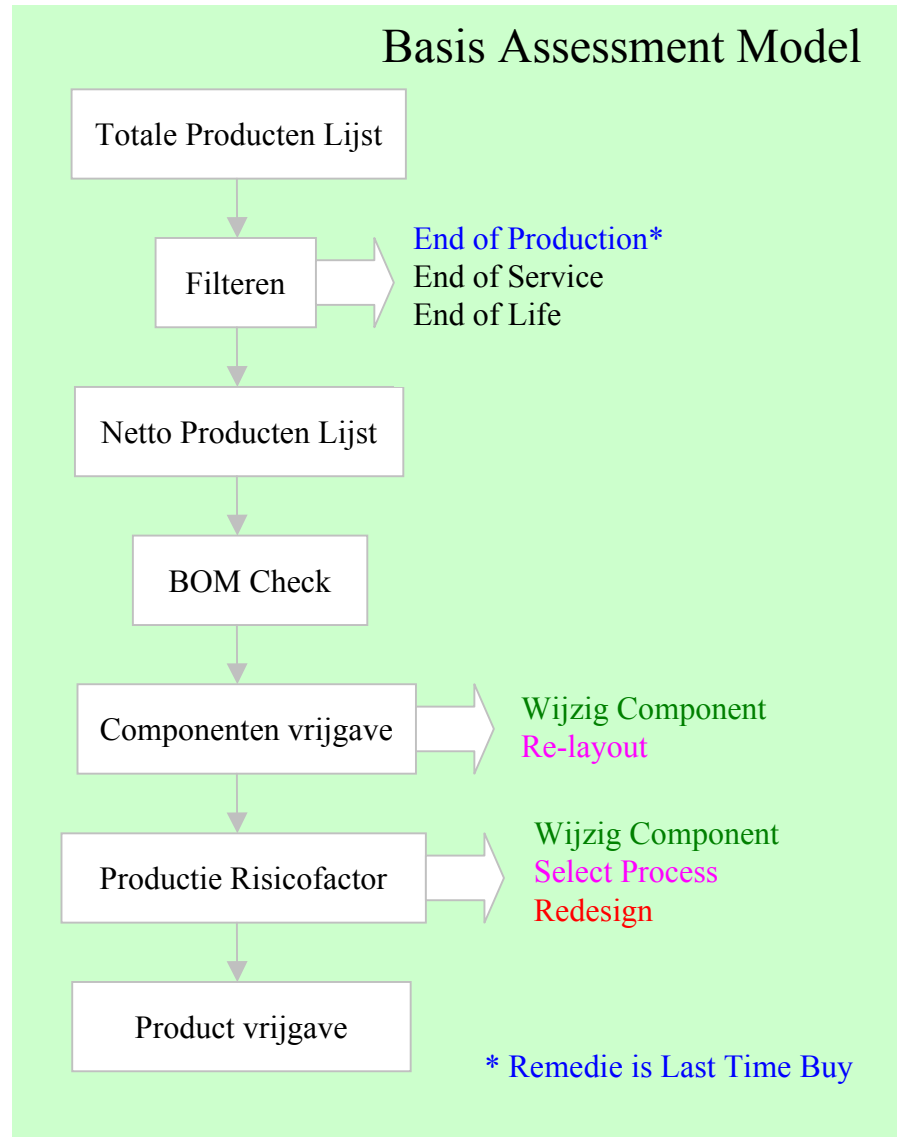 Basis Assessment Model
Totale Producten Lijst
Filteren
End of Production*
End of Service
End of Life
Netto Producten Lijst
BOM Check
Componenten vrijgave
Wijzig Component
Re-layout
Productie Risicofactor
Wijzig Component
Select Process
Redesign
Product vrijgave
* Remedie is Last Time Buy